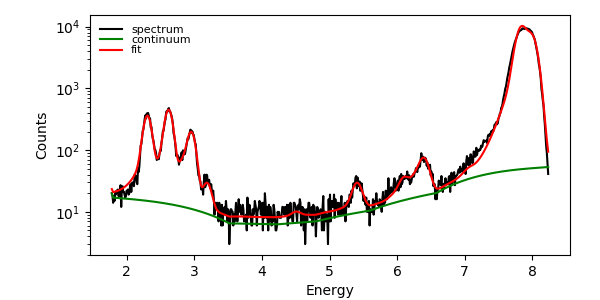 spectrum
continuum
fit
10⁴
10³
10²
10¹
Counts
2 3 4 5 6 7 8
Energy